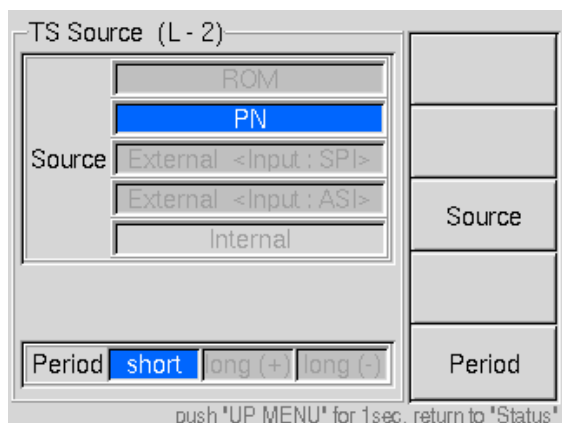 TS Source (L - 2)
Source
ROM
PN
External <Input : SPI>
External <Input : ASI>
Internal
Source
Period short long (+) long (-)
Period
push "UP MENU" for 1sec. return to "Status"